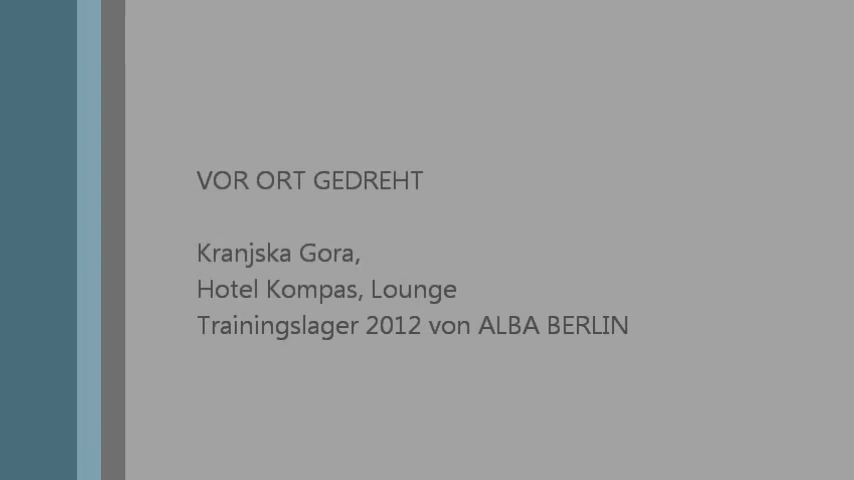 VOR ORT GEDREHT
Kranjska Gora,
Hotel Kompas, Lounge
Trainingslager 2012 von ALBA BERLIN